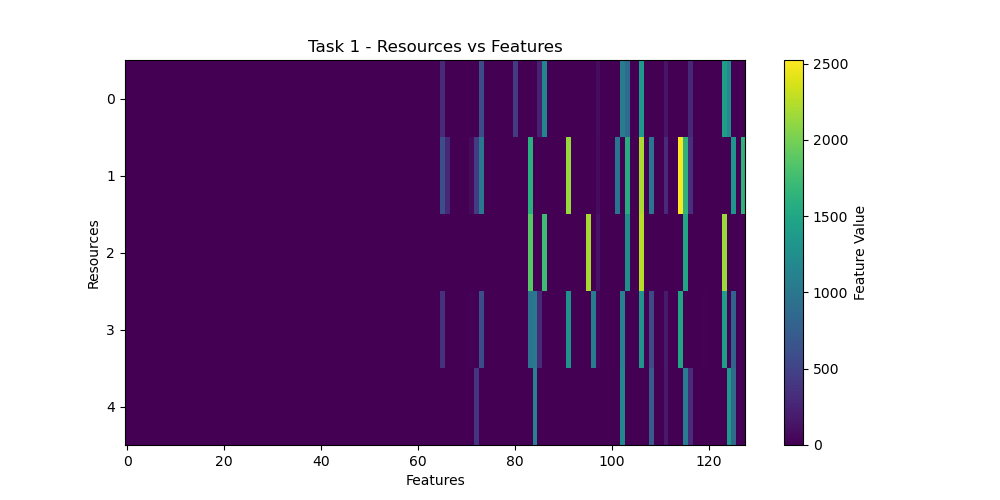 Task 1 - Resources vs Features
Resources
0
1
2
3
4
0 20 40 60 80 100 120
Features
2500
2000
1500
1000
500
0
Feature Value